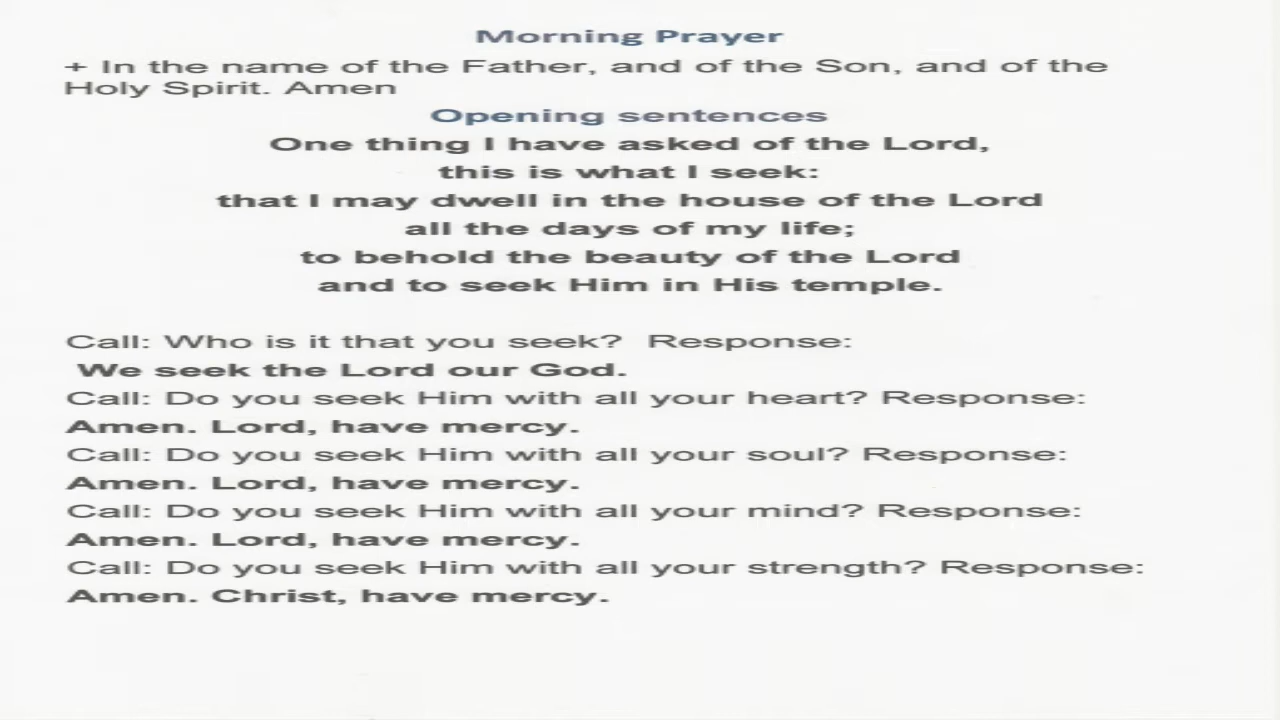 Morning Prayer
+ In the name of the Father, and of the Son, and of the
Holy Spirit. Amen
Opening sentences
One thing I have asked of the Lord,
this is what I seek:
that I may dwell in the house of the Lord
all the days of my life;
to behold the beauty of the Lord
and to seek Him in His temple.
Call: Who is it that you seek?  Response:
We seek the Lord our God.
Call: Do you seek Him with all your heart? Response:
Amen. Lord, have mercy.
Call: Do you seek Him with all your soul? Response:
Amen. Lord, have mercy.
Call: Do you seek Him with all your mind? Response:
Amen. Lord, have mercy.
Call: Do you seek Him with all your strength? Response:
Amen. Christ, have mercy.